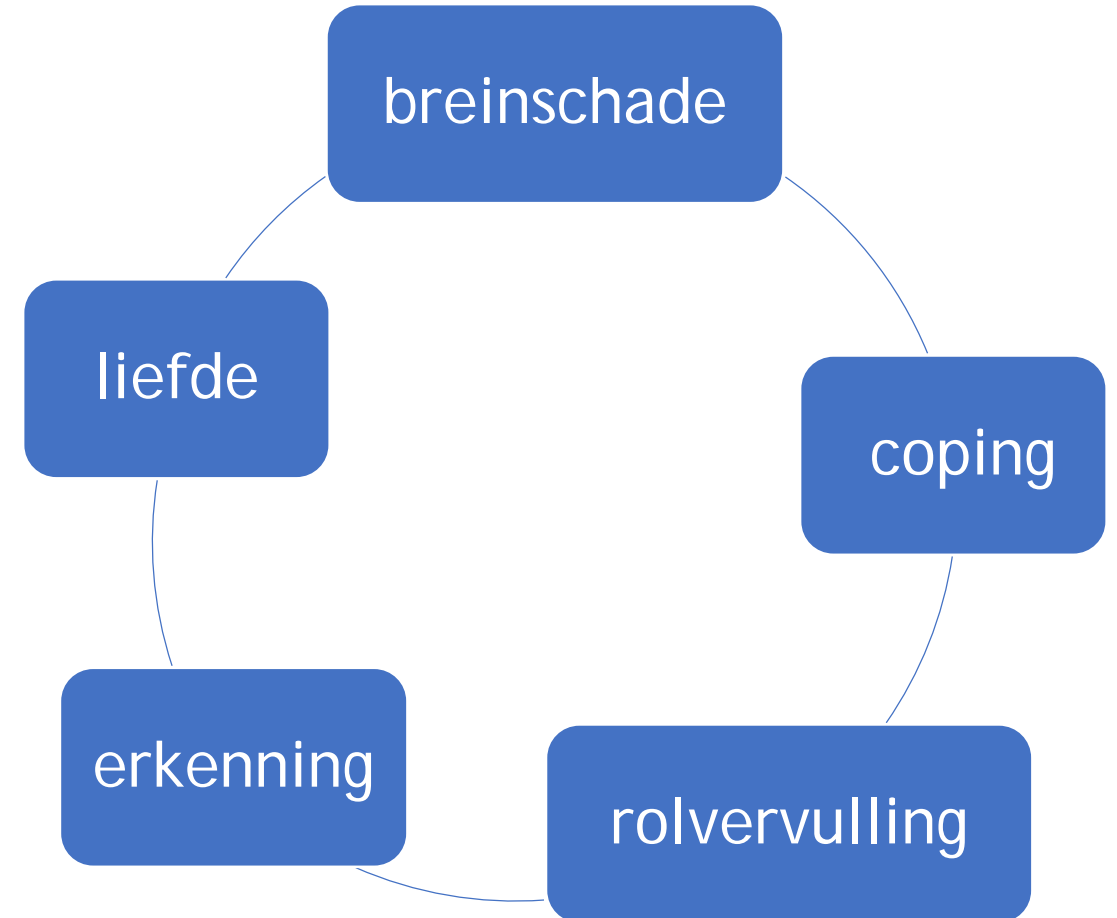 breinschade
liefde
coping
erkenning
rolvervulling